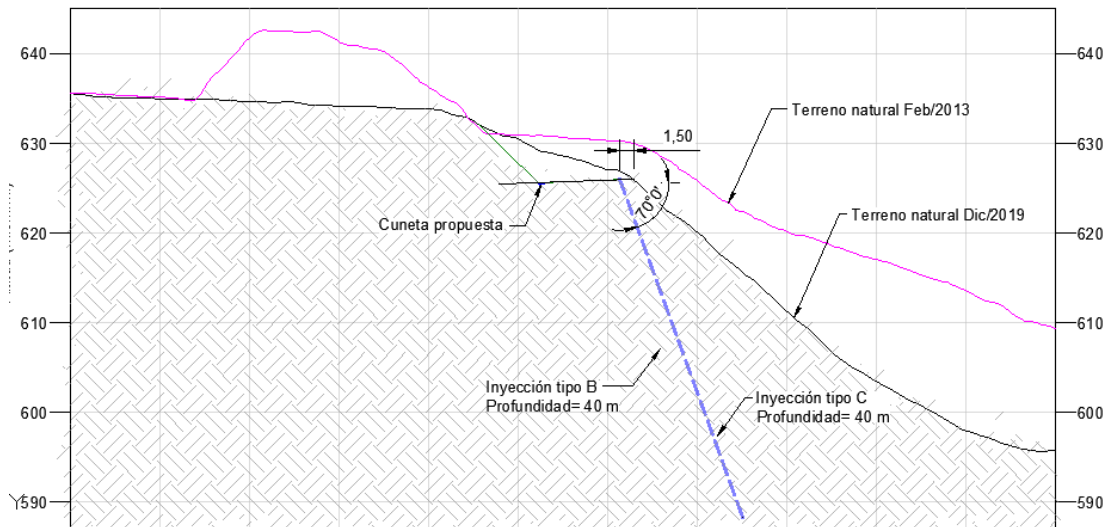 640
640
Terreno natural Feb/2013
630
1,50
630
70°0'
Terreno natural Dic/2019
Cuneta propuesta
620
620
610
610
Inyección tipo B
Profundidad= 40 m
Inyección tipo C
Profundidad= 40 m
600
600
590
590